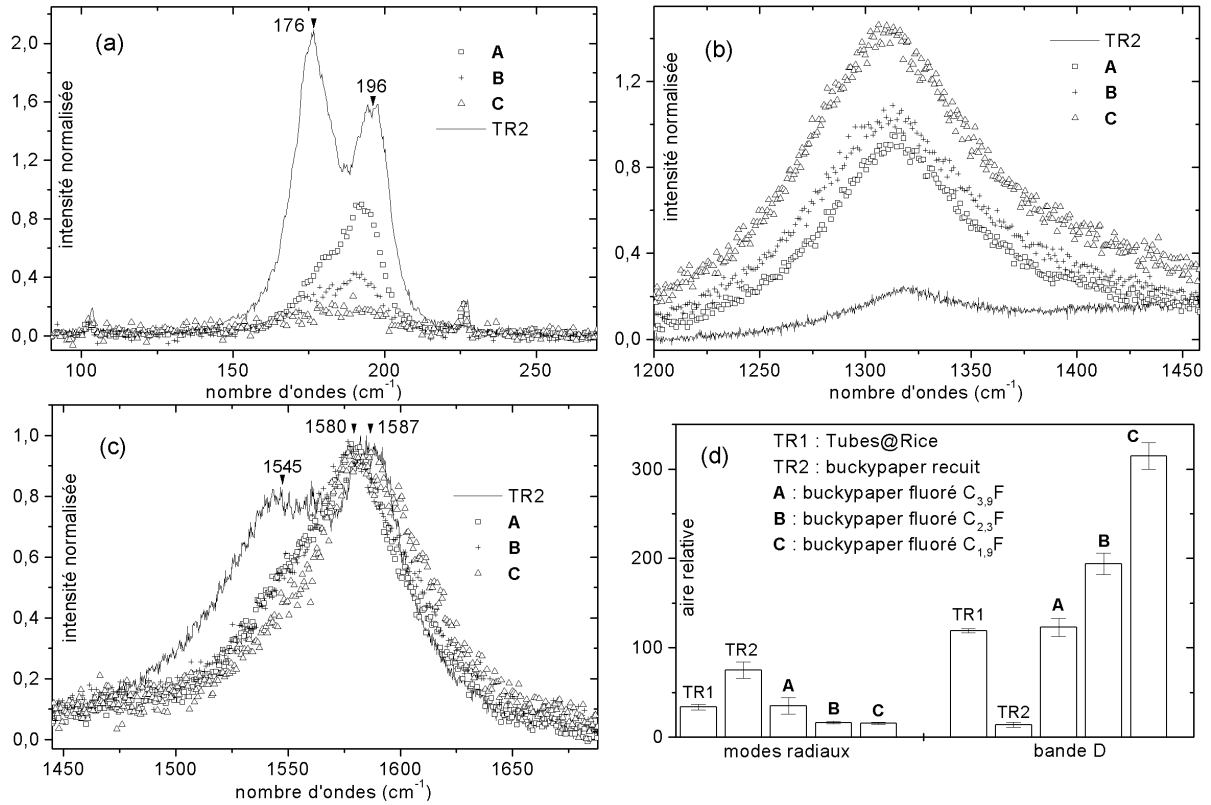 (a)
176
196
A
B
C
TR2
intensité normalisée
2,0
1,6
1,2
0,8
0,4
0,0
100
150
200
250
nombre d'ondes (cm-1)
(b)
TR2
A
B
C
intensité normalisée
1,2
0,8
0,4
0,0
1200
1250
1300
1350
1400
1450
nombre d'ondes (cm-1)
(c)
1580
1587
1545
TR2
A
B
C
intensité normalisée
1,0
0,8
0,6
0,4
0,2
0,0
1450
1500
1550
1600
1650
nombre d'ondes (cm-1)
(d)
TR1 : Tubes@Rice
TR2 : buckypaper recuit
A : buckypaper fluoré C3,9F
B : buckypaper fluoré C2,3F
C : buckypaper fluoré C1,9F
aire relative
300
200
100
0
TR1
TR2
A
B
C
TR1
TR2
A
B
C
modes radiaux
bande D